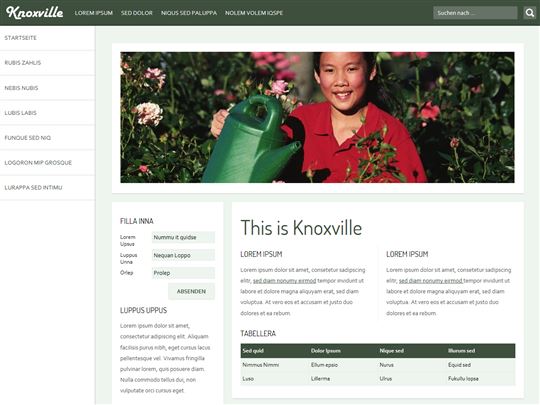 Knoxville
LOREM IPSUM SED DOLOR NIQUS SED PALUPPA NOLEM VOLEM IQSPE
Suchen nach ...
STARTSEITE
RUBIS ZAHLIS
NEBIS NUBIS
LUBIS LABIS
FUNQUE SED NIQ
LOGORON MIP GROSQUE
LURAPPA SED INTIMU
FILLA INNA
Lorem Upsus
Nummu it quidse
Luppus Unna
Nequan Loppo
Orlep
Prolep
ABSENDEN
LUPPUS UPPUS
Lorem ipsum dolor sit amet,
consectetur adipiscing elit. Aliquam
facilisis purus nibh, eget cursus lacus
pellentesque vel. Vivamus fringilla
pulvinar lorem, quis posuere diam.
Nulla commodo tellus dui, non
vulputate orci cursus eget.
This is Knoxville
LOREM IPSUM
Lorem ipsum dolor sit amet, consetetur sadipscing
elitr, sed diam nonumy eirmod tempor invidunt ut
labore et dolore magna aliquyam erat, sed diam
voluptua. At vero eos et accusam et justo duo
dolores et ea rebum.
LOREM IPSUM
Lorem ipsum dolor sit amet, consetetur sadipscing
elitr, sed diam nonumy eirmod tempor invidunt ut
labore et dolore magna aliquyam erat, sed diam
voluptua. At vero eos et accusam et justo duo
dolores et ea rebum.
TABELLERA
Sed quid Dolor Ipsum Nique sed Illurum sed
Nimmus Nimmi Ellum epsio Nurus Equid sed
Luso Lillerma Ulrus Fukullu lopsa